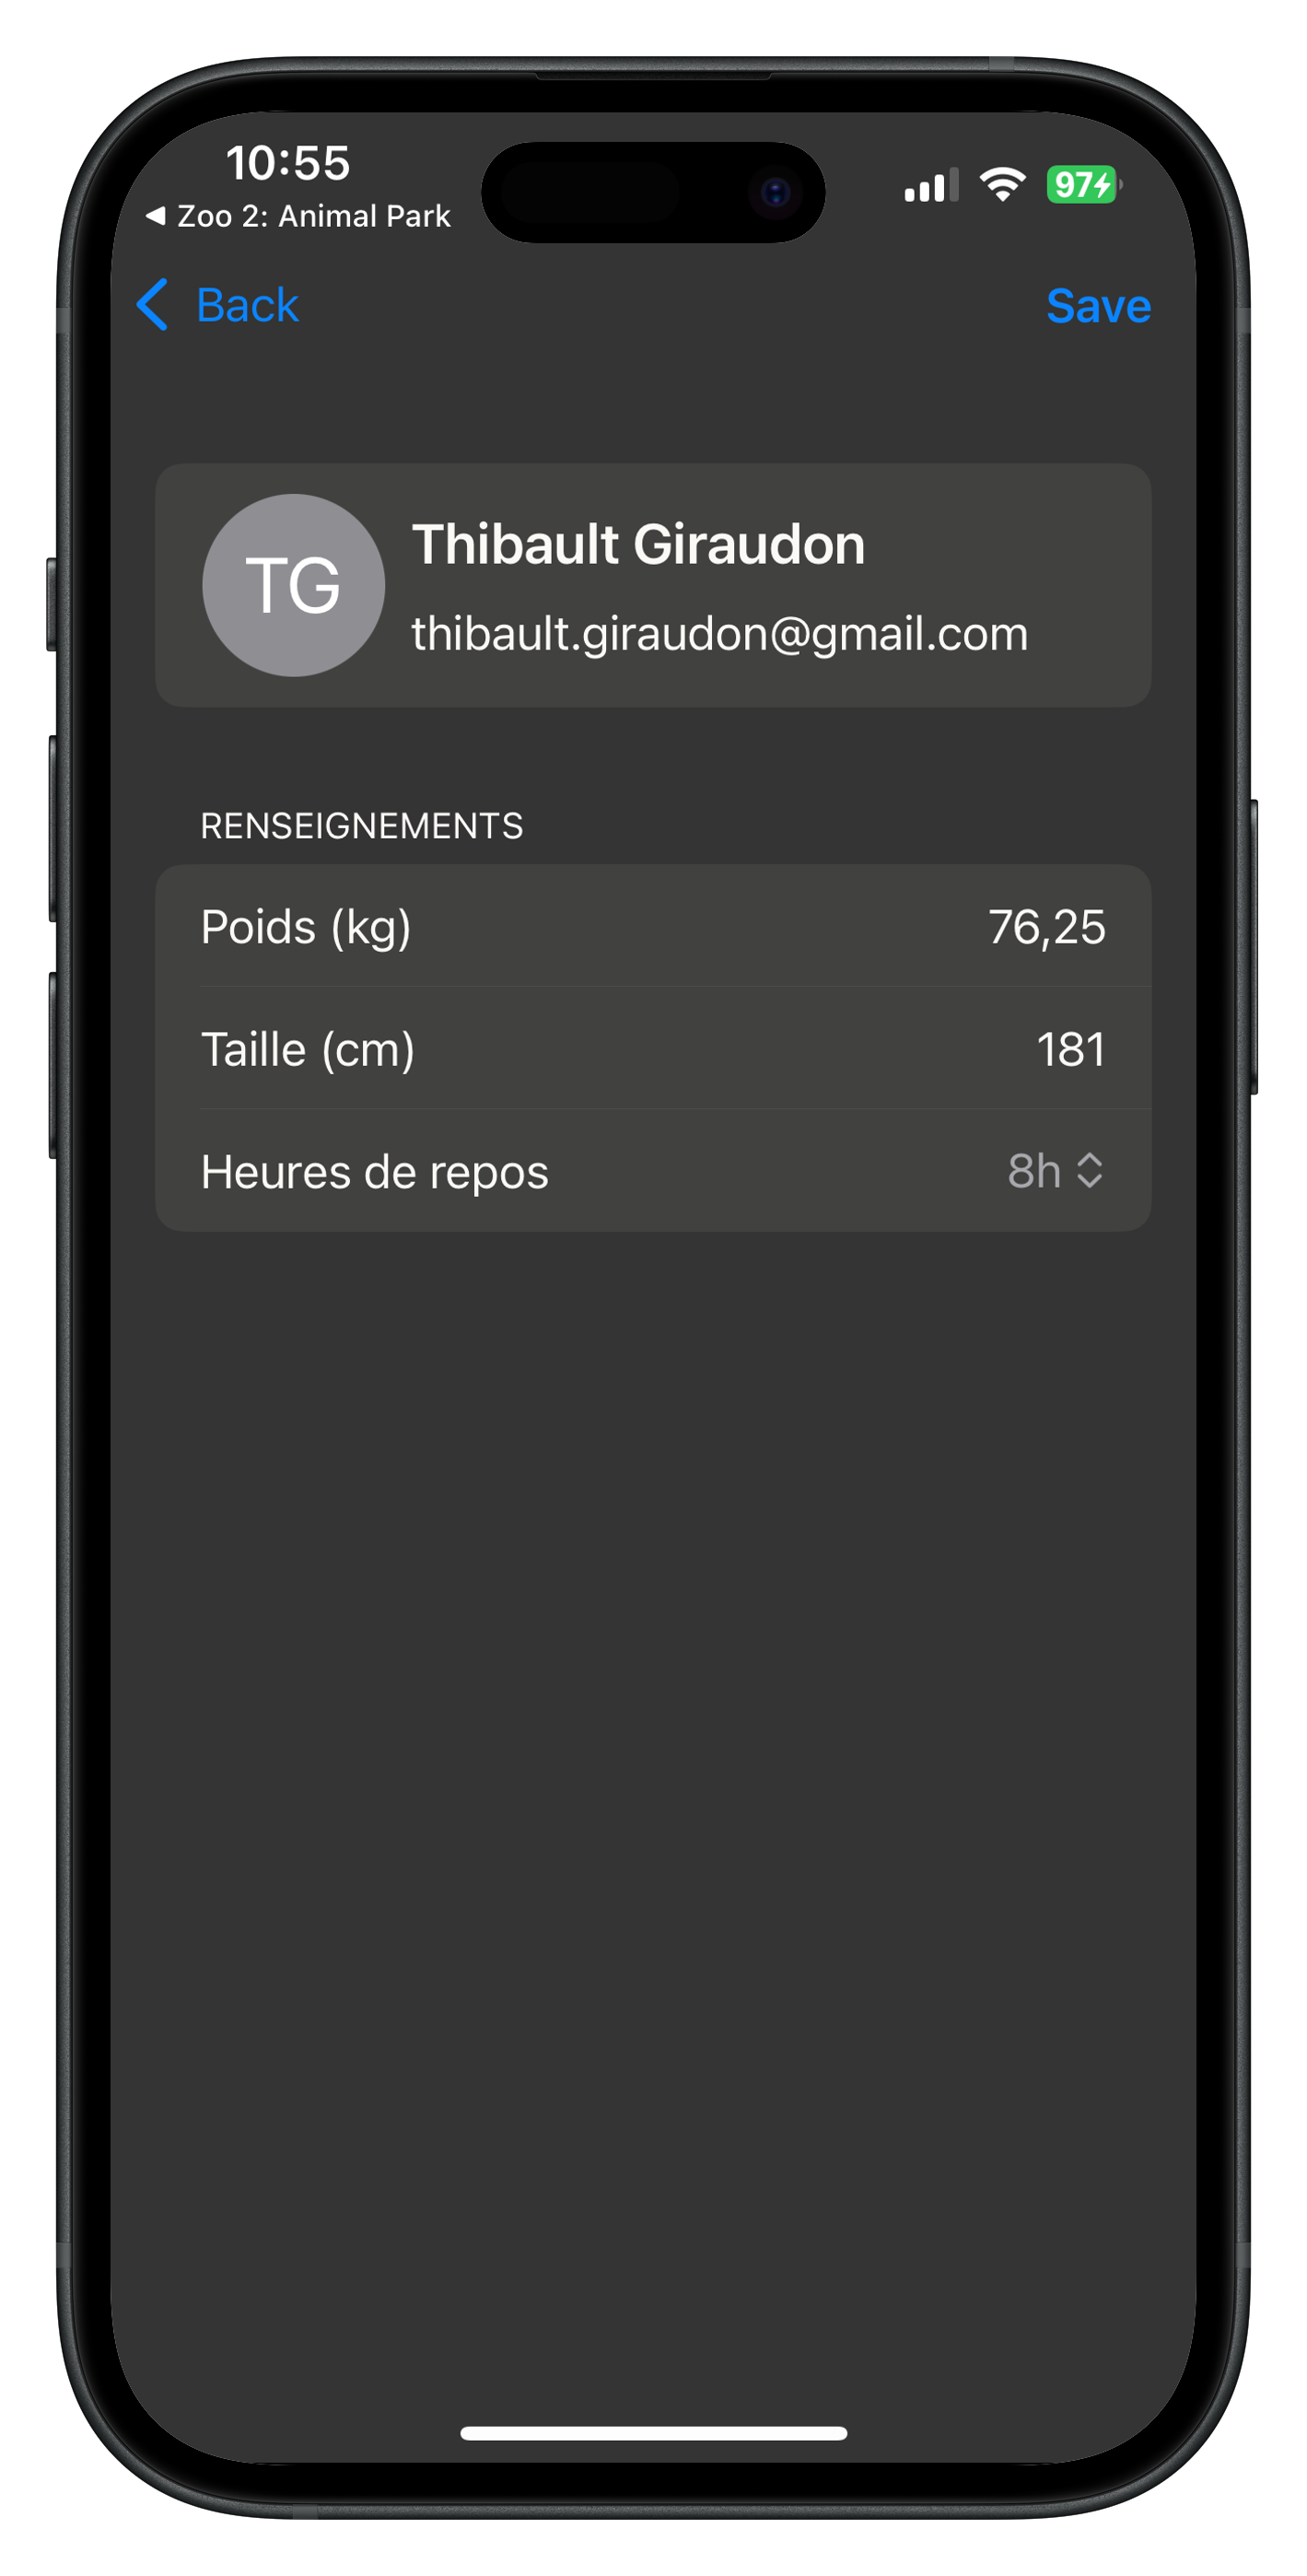 10:55
97
◀ Zoo 2: Animal Park
Back
Save
TG
Thibault Giraudon
thibault.giraudon@gmail.com
RENSEIGNEMENTS
Poids (kg) 76,25
Taille (cm) 181
Heures de repos 8h